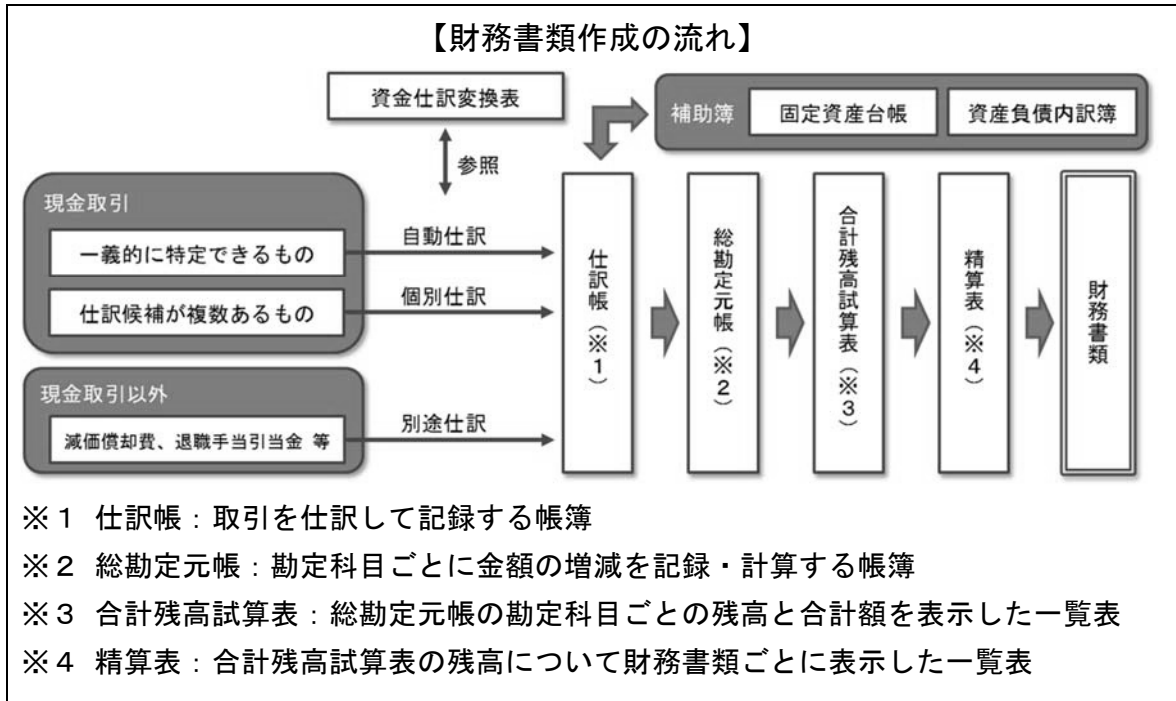 【財務書類作成の流れ】
資金仕訳変換表
補助簿
固定資産台帳
資産負債内訳簿
参照
現金取引
一義的に特定できるもの
自動仕訳
仕訳候補が複数あるもの
個別仕訳
現金取引以外
減価償却費、退職手当引当金 等
別途仕訳
仕訳帳（※1）
総勘定元帳（※2）
合計残高試算表（※3）
精算表（※4）
財務書類
※１ 仕訳帳：取引を仕訳して記録する帳簿
※２ 総勘定元帳：勘定科目ごとに金額の増減を記録・計算する帳簿
※３ 合計残高試算表：総勘定元帳の勘定科目ごとの残高と合計額を表示した一覧表
※４ 精算表：合計残高試算表の残高について財務書類ごとに表示した一覧表